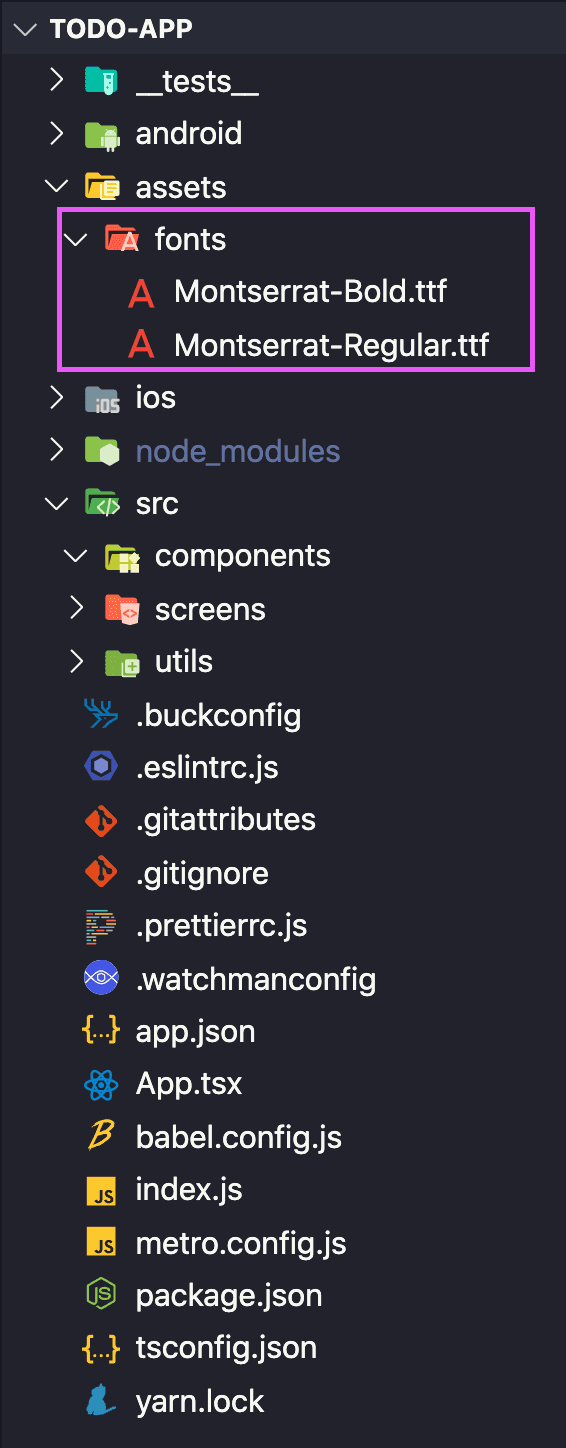 TODO-APP
__tests__
android
assets
fonts
Montserrat-Bold.ttf
Montserrat-Regular.ttf
ios
node_modules
src
components
screens
utils
.buckconfig
.eslintrc.js
.gitattributes
.gitignore
.prettierrc.js
.watchmanconfig
app.json
App.tsx
babel.config.js
index.js
metro.config.js
package.json
tsconfig.json
yarn.lock